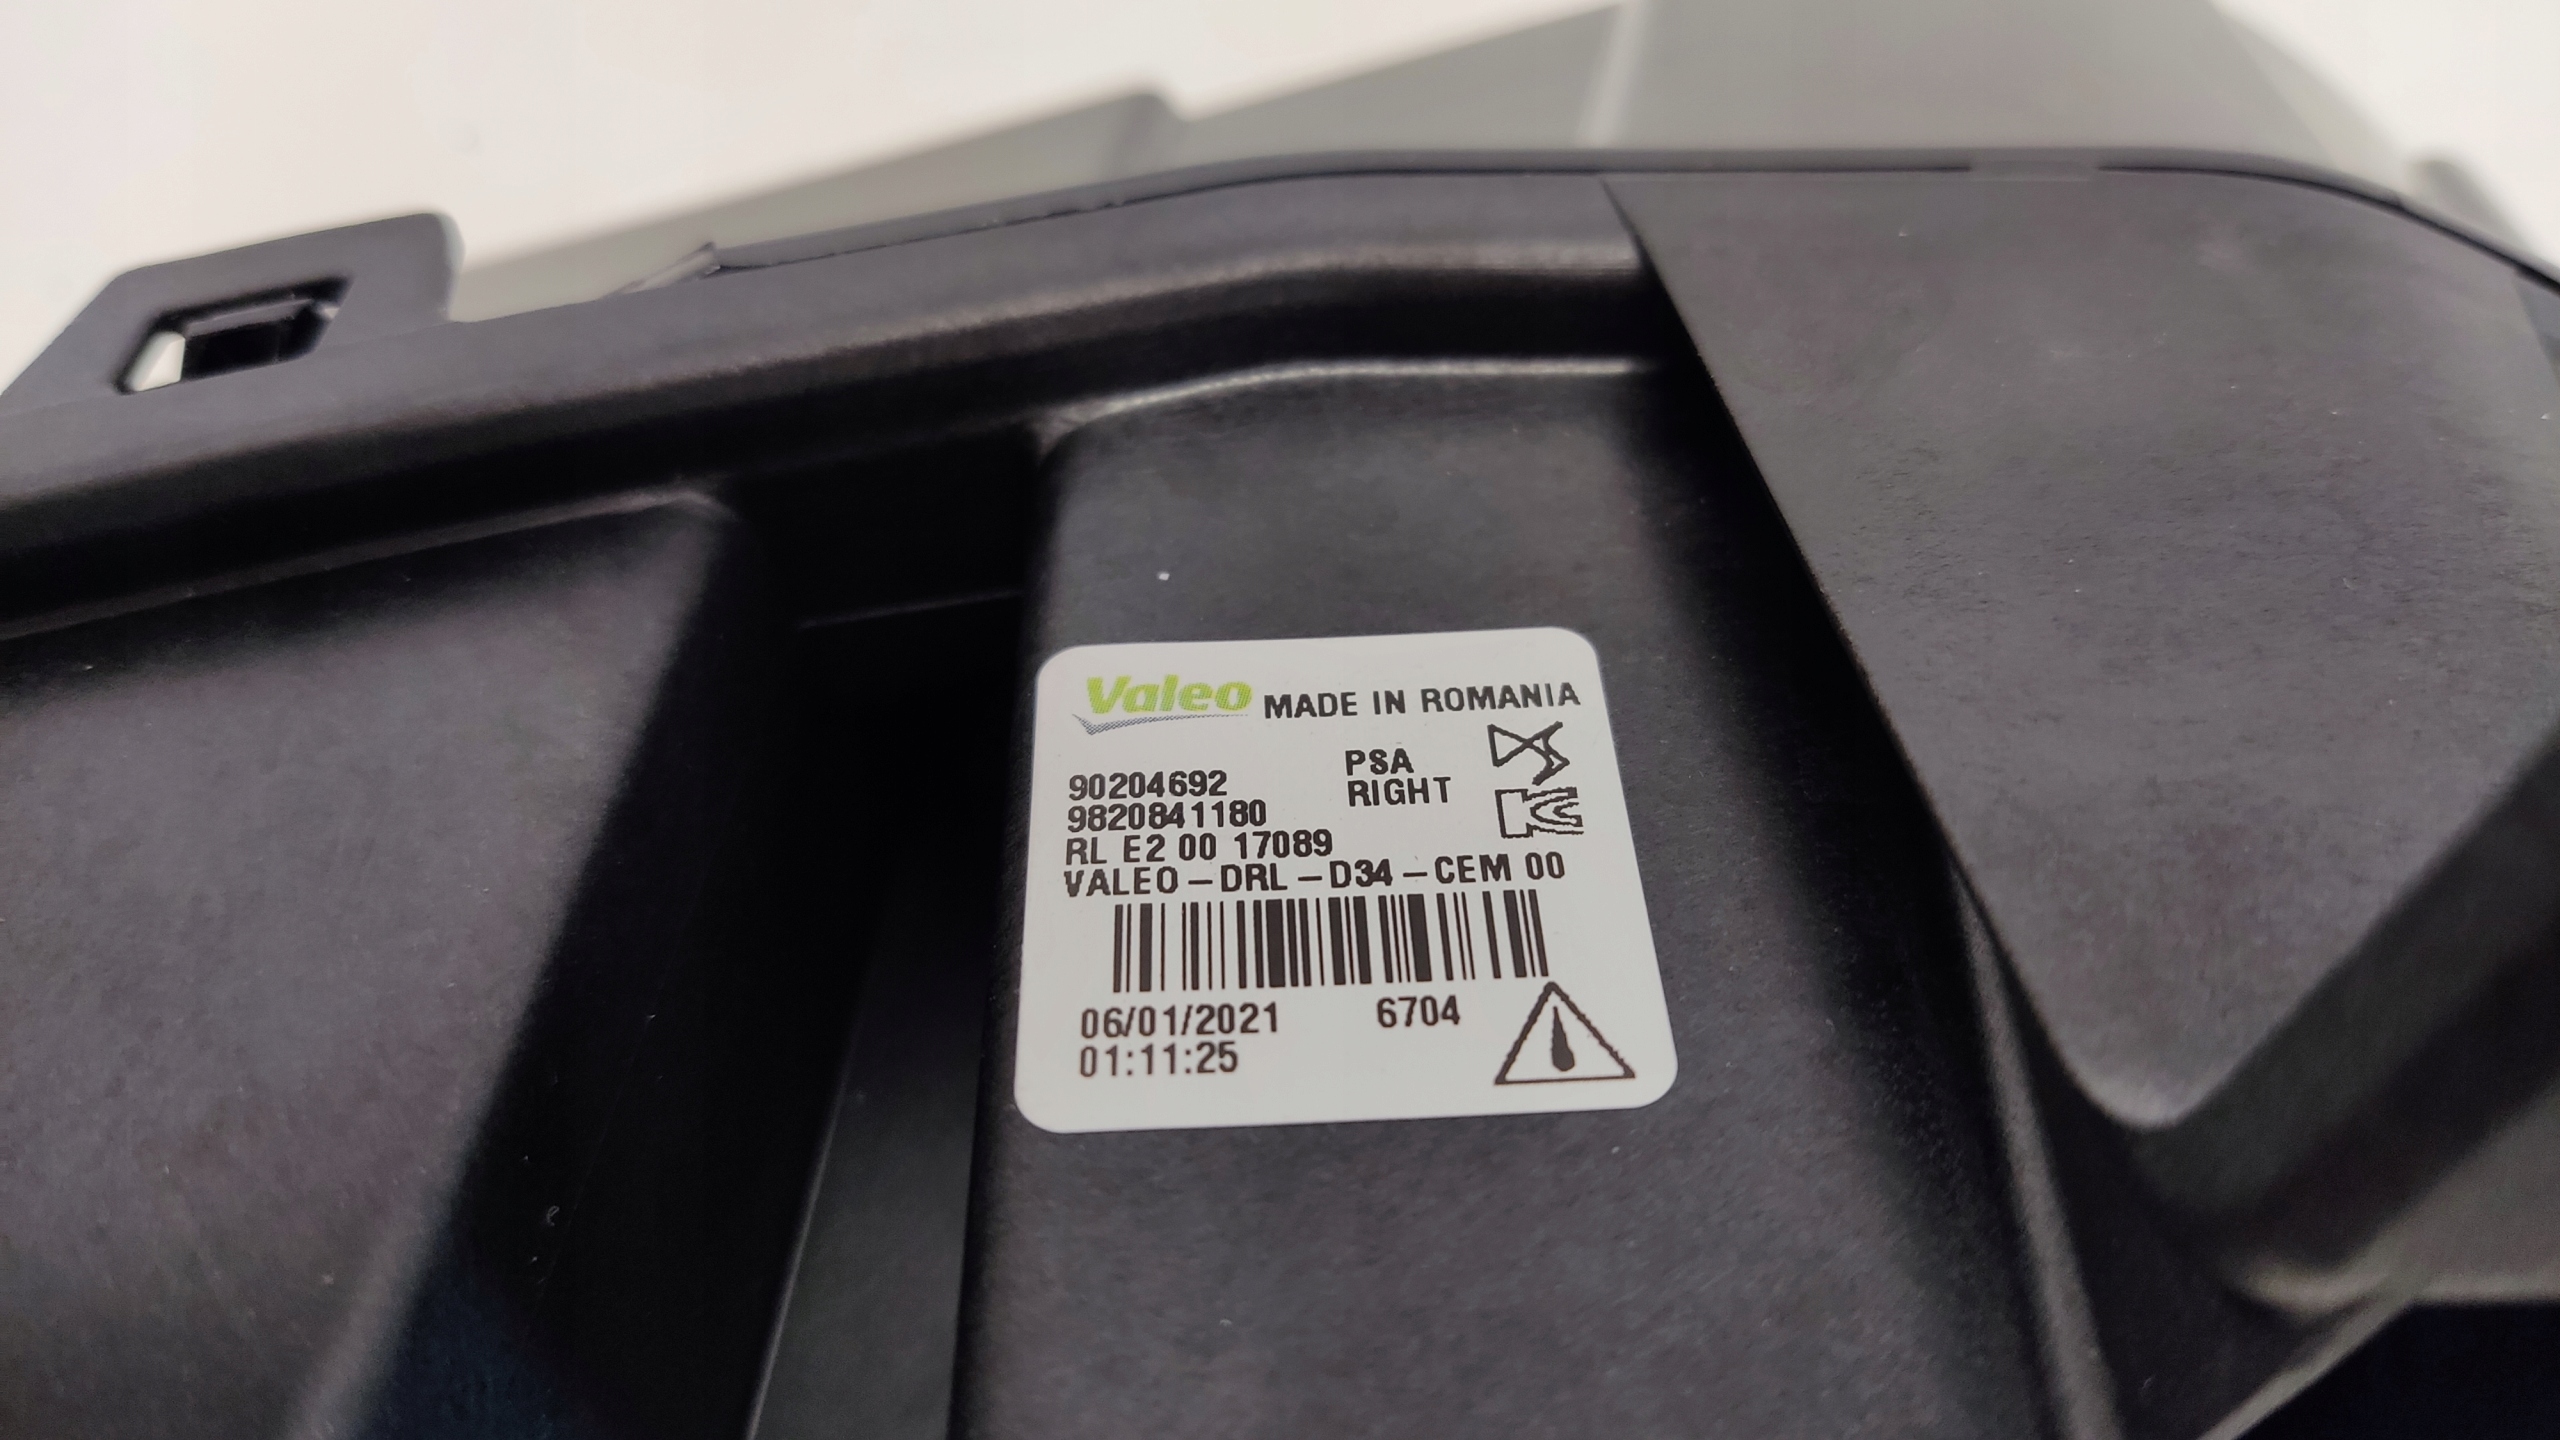 Valeo MADE IN ROMANIA
90204692 PSA
9820841180 RIGHT
RL E2 00 17089
VALEO-DRL-D34-CEM 00
06/01/2021 6704
01:11:25